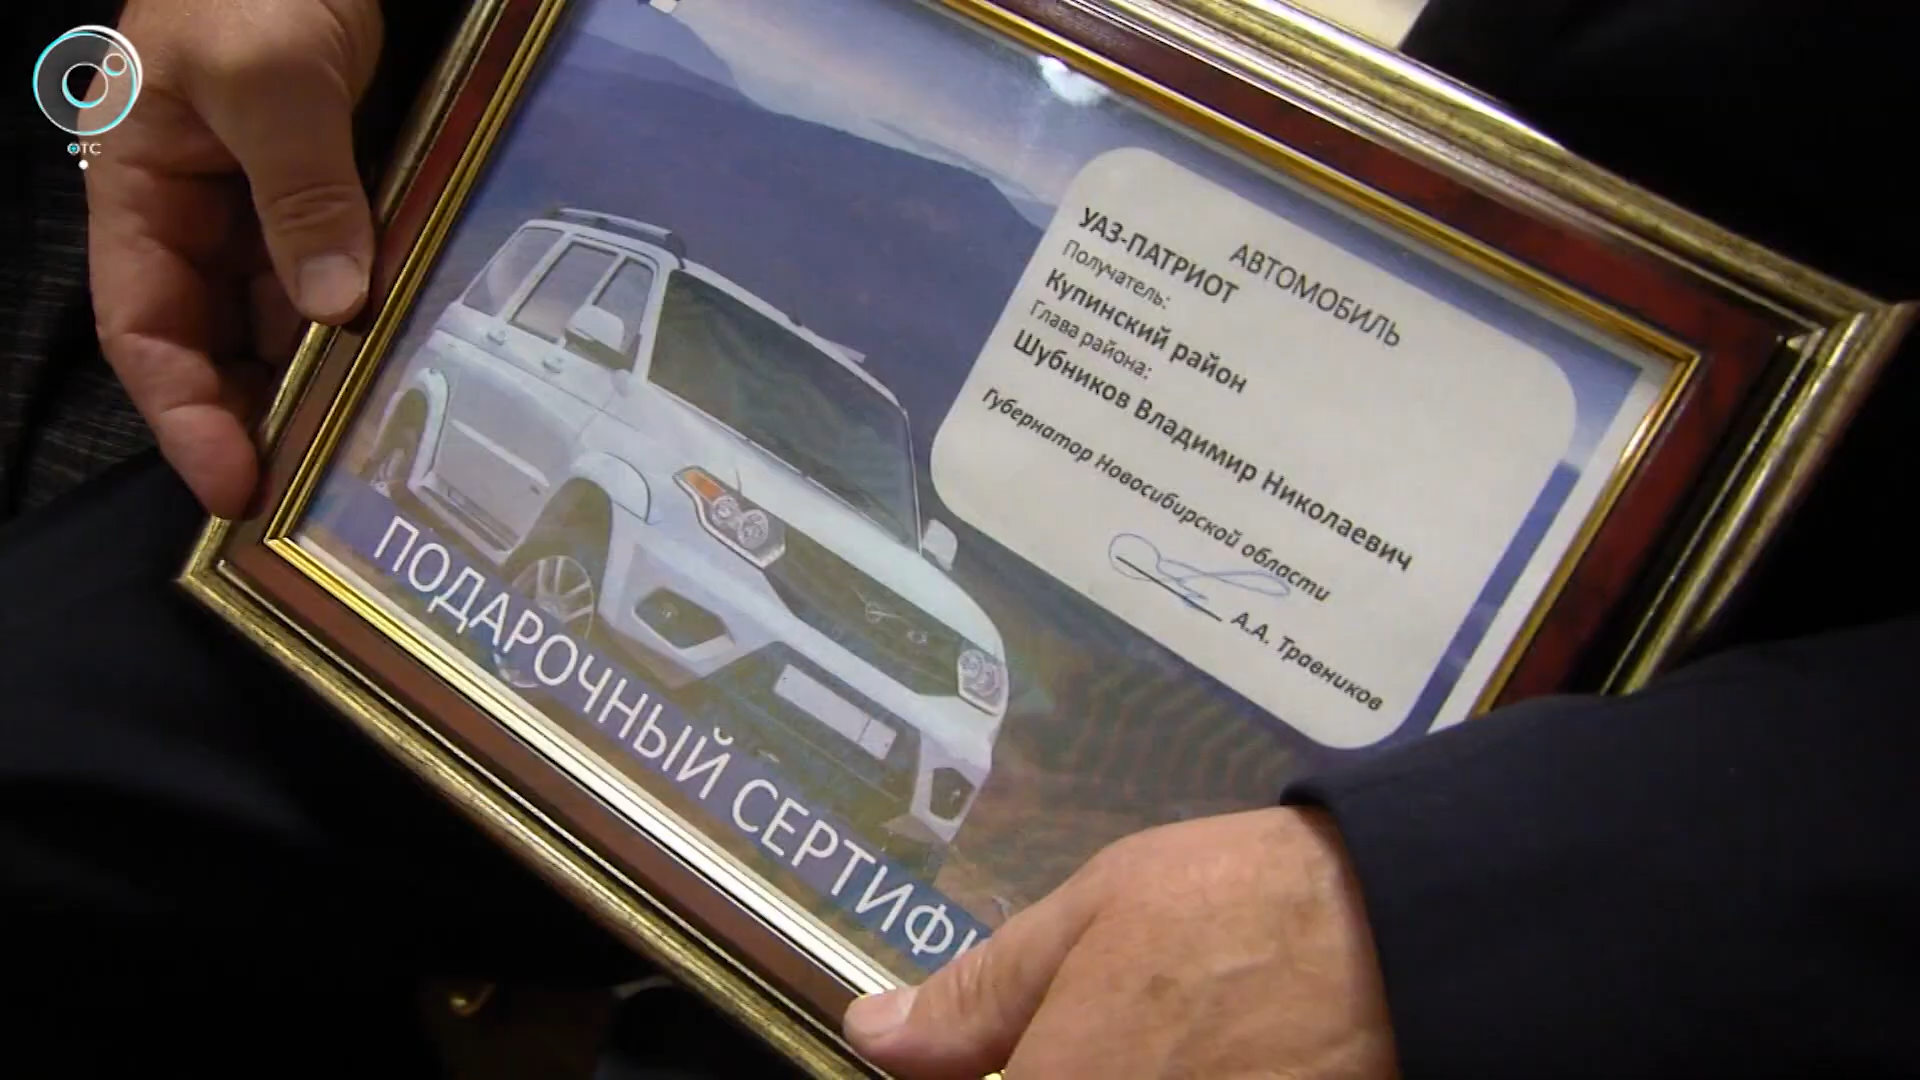 ОТС
АВТОМОБИЛЬ
УАЗ-ПАТРИОТ
Получатель:
Купинский район
Глава района:
Шубников Владимир Николаевич
Губернатор Новосибирской области
А.А. Травников
ПОДАРОЧНЫЙ СЕРТИФИ